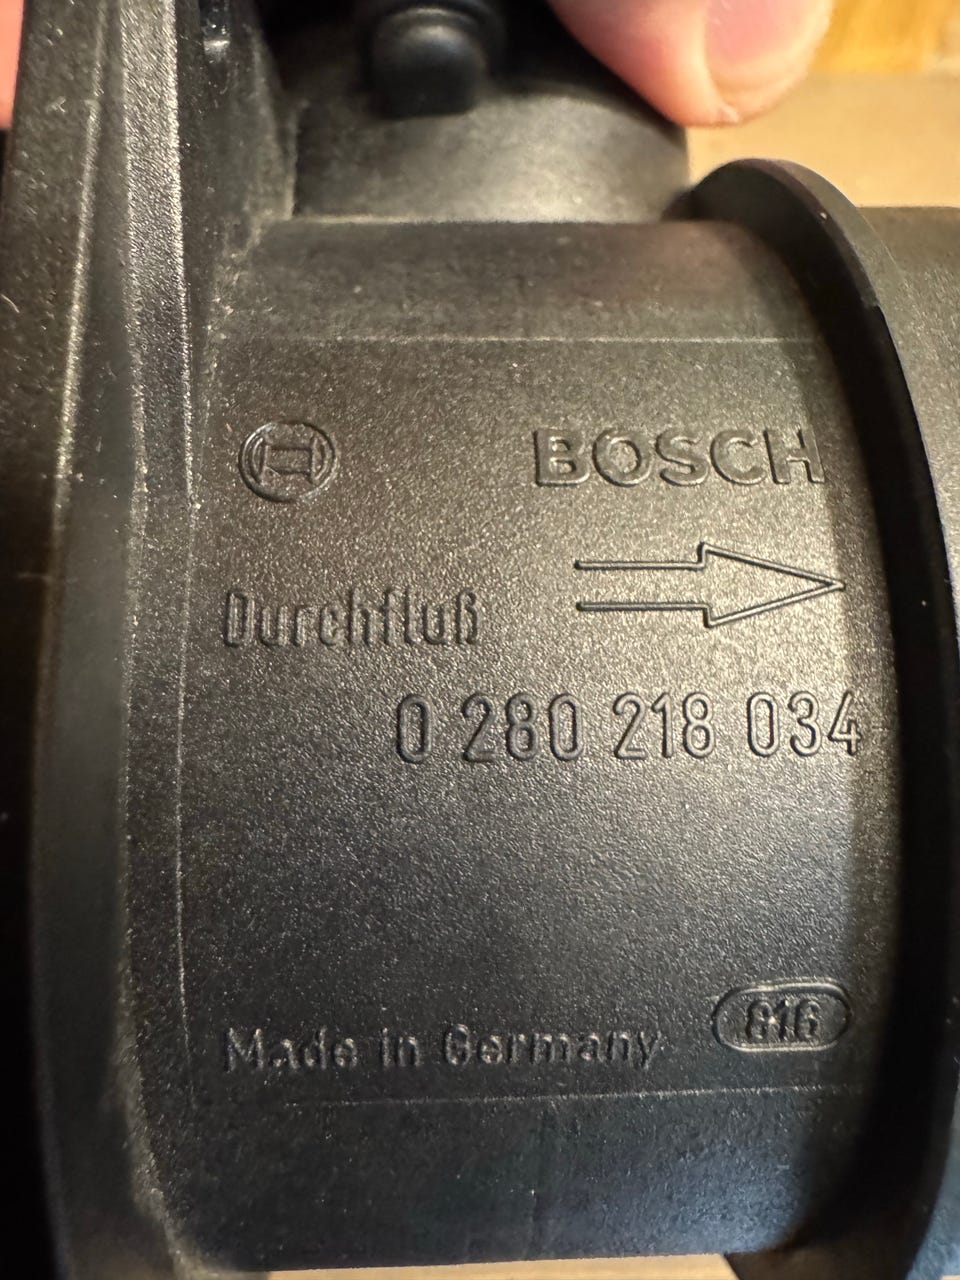 BOSCH
Durchfluß
0 280 218 034
Made in Germany
816